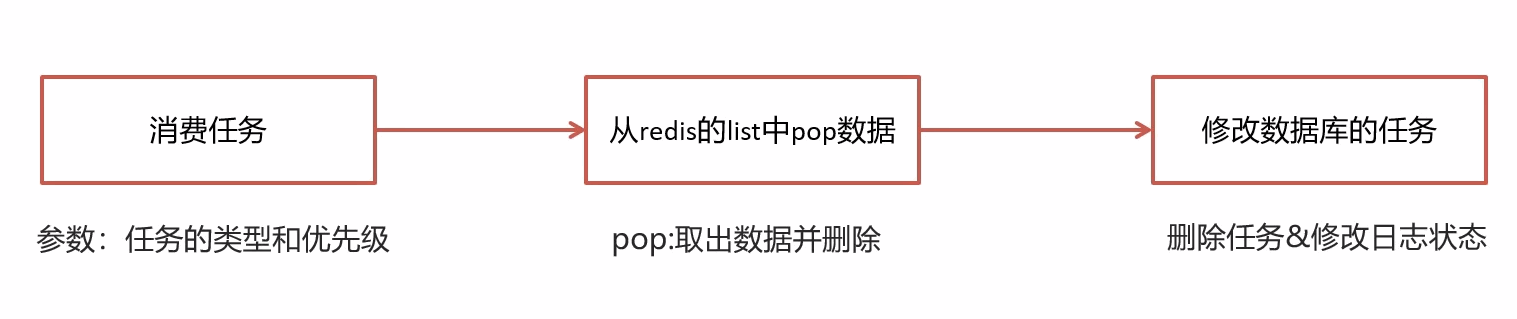 消费任务
从redis的list中pop数据
修改数据库的任务
参数：任务的类型和优先级
pop:取出数据并删除
删除任务&修改日志状态